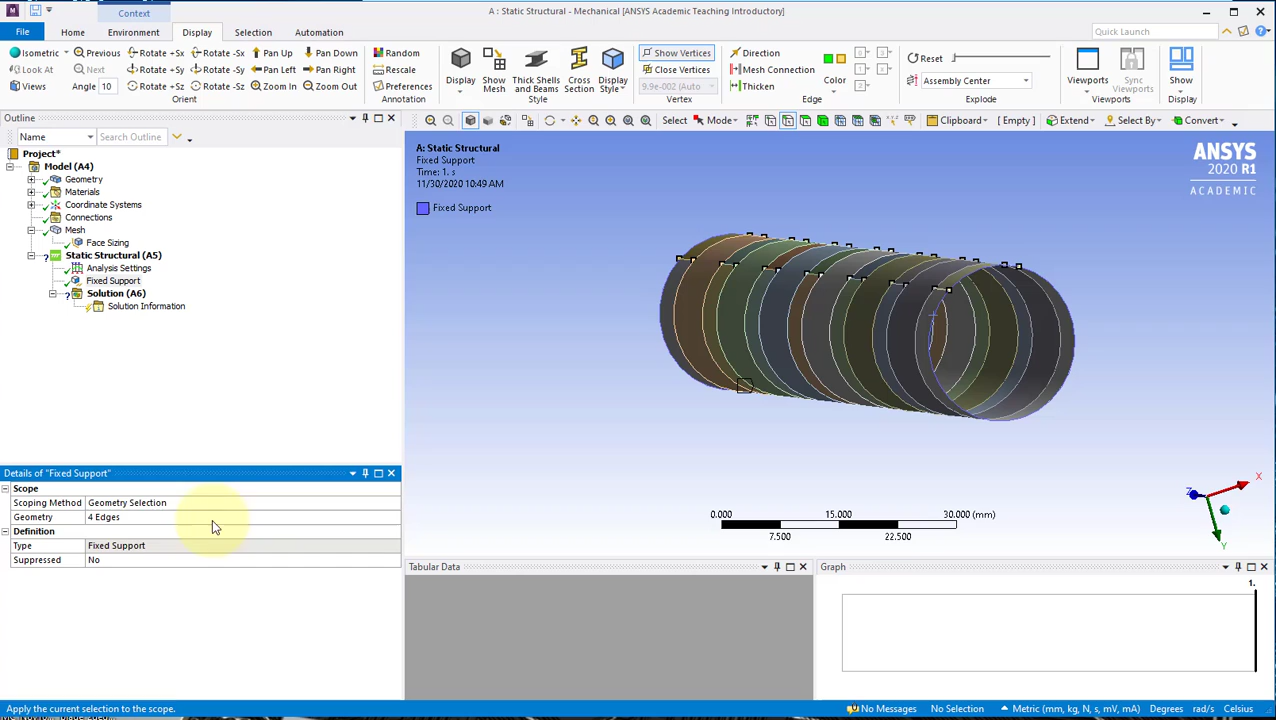 Context
A : Static Structural - Mechanical [ANSYS Academic Teaching Introductory]
File
Home
Environment
Display
Selection
Automation
Quick Launch
Isometric
Previous
Rotate +Sx
Rotate -Sx
Pan Up
Pan Down
Random
Look At
Next
Rotate +Sy
Rotate -Sy
Pan Left
Pan Right
Rescale
Views
Angle 10
Rotate +Sz
Rotate -Sz
Zoom In
Zoom Out
Preferences
Orient
Annotation
Display
Show Mesh
Thick Shells and Beams
Cross Section
Display Style
Style
Show Vertices
Close Vertices
9.9e-002 (Auto
Vertex
Direction
Mesh Connection
Thicken
Color
Edge
Reset
Assembly Center
Explode
Viewports
Sync Viewports
Viewports
Show
Display
Outline
Name
Search Outline
Select
Mode
Clipboard
[ Empty ]
Extend
Select By
Convert
Project*
Model (A4)
Geometry
Materials
Coordinate Systems
Connections
Mesh
Face Sizing
Static Structural (A5)
Analysis Settings
Fixed Support
Solution (A6)
Solution Information
A: Static Structural
Fixed Support
Time: 1. s
11/30/2020 10:49 AM
Fixed Support
ANSYS
2020 R1
ACADEMIC
0.000
15.000
30.000 (mm)
7.500
22.500
X
Y
Z
Details of "Fixed Support"
Scope
Scoping Method
Geometry Selection
Geometry
4 Edges
Definition
Type
Fixed Support
Suppressed
No
Tabular Data
Graph
1.
Apply the current selection to the scope.
No Messages
No Selection
Metric (mm, kg, N, s, mV, mA)
Degrees
rad/s
Celsius